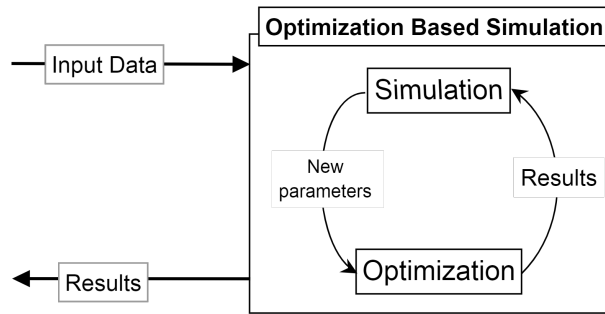 Optimization Based Simulation
Input Data
Simulation
New
parameters
Results
Optimization
Results